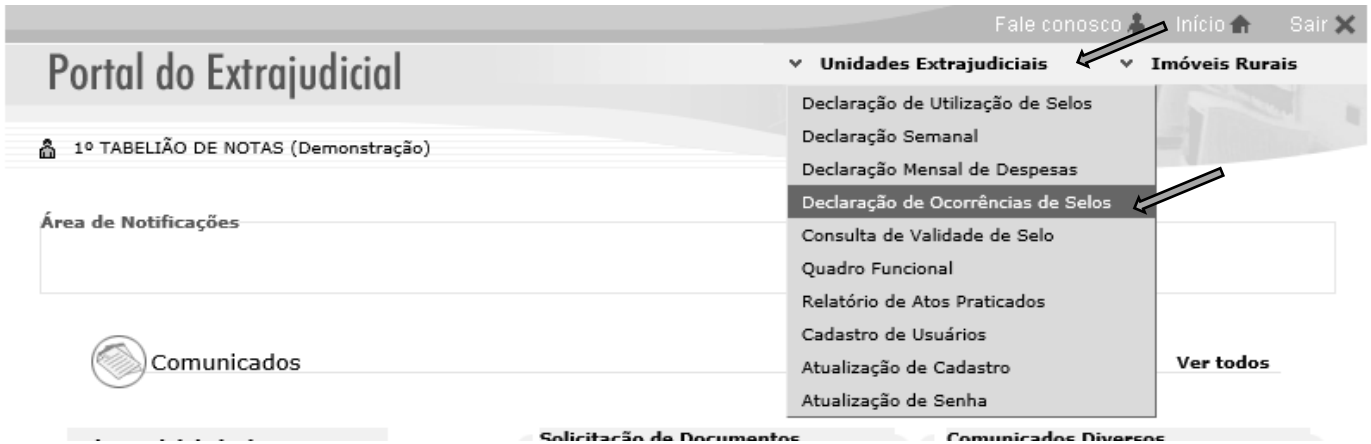 Fale conosco Início Sair
Portal do Extrajudicial
Unidades Extrajudiciais Imóveis Rurais
Declaração de Utilização de Selos
Declaração Semanal
Declaração Mensal de Despesas
Declaração de Ocorrências de Selos
Consulta de Validade de Selo
Quadro Funcional
Relatório de Atos Praticados
Cadastro de Usuários
Atualização de Cadastro
Atualização de Senha
1º TABELIÃO DE NOTAS (Demonstração)
Área de Notificações
Comunicados
Ver todos
Solicitação de Documentos
Comunicados Diversos